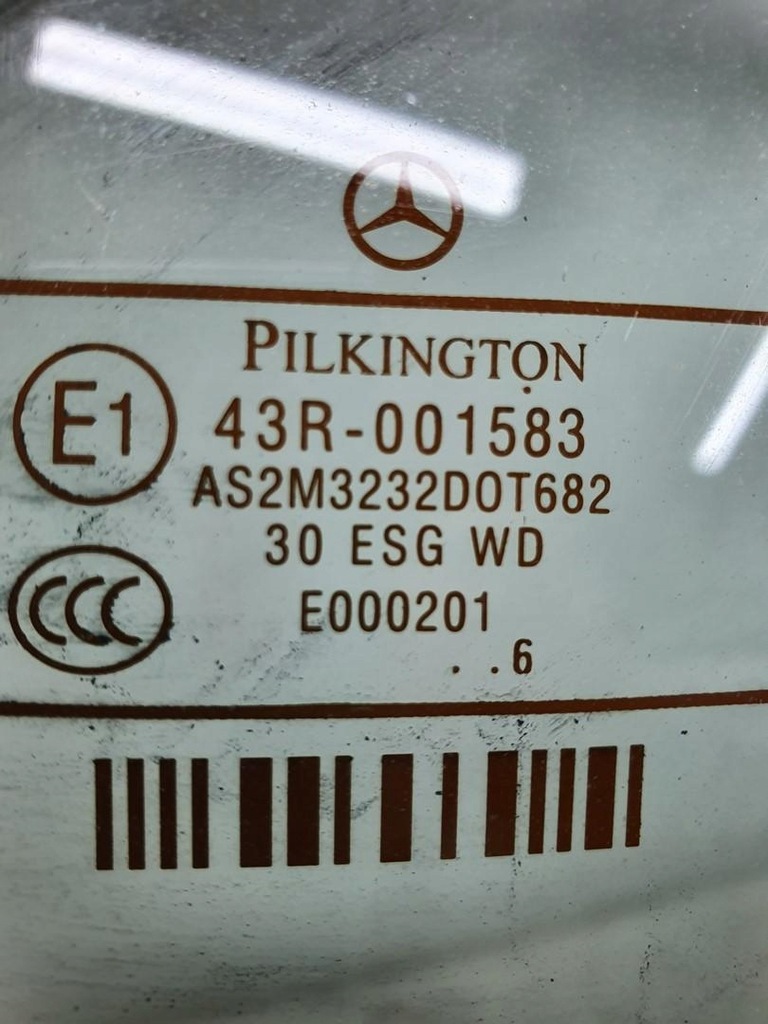 PILKINGTON
E1
43R-001583
AS2M3232DOT682
30 ESG WD
CCC
E000201
. .6